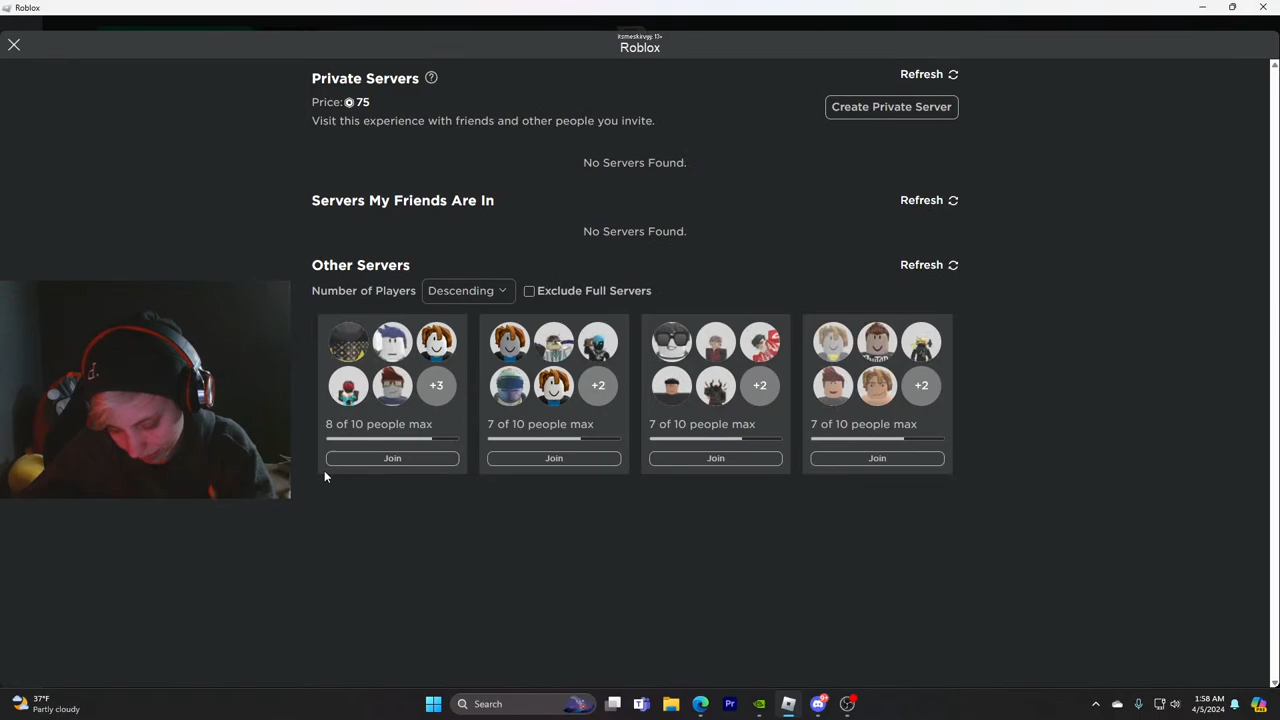 Roblox
itsmeskirvgg: 13+
Roblox
Private Servers
Refresh
Price: 75
Create Private Server
Visit this experience with friends and other people you invite.
No Servers Found.
Servers My Friends Are In
Refresh
No Servers Found.
Other Servers
Refresh
Number of Players
Descending
Exclude Full Servers
+3
+2
+2
+2
8 of 10 people max
7 of 10 people max
7 of 10 people max
7 of 10 people max
Join
Join
Join
Join
37°F
Partly cloudy
Search
Pr
1:58 AM
4/5/2024